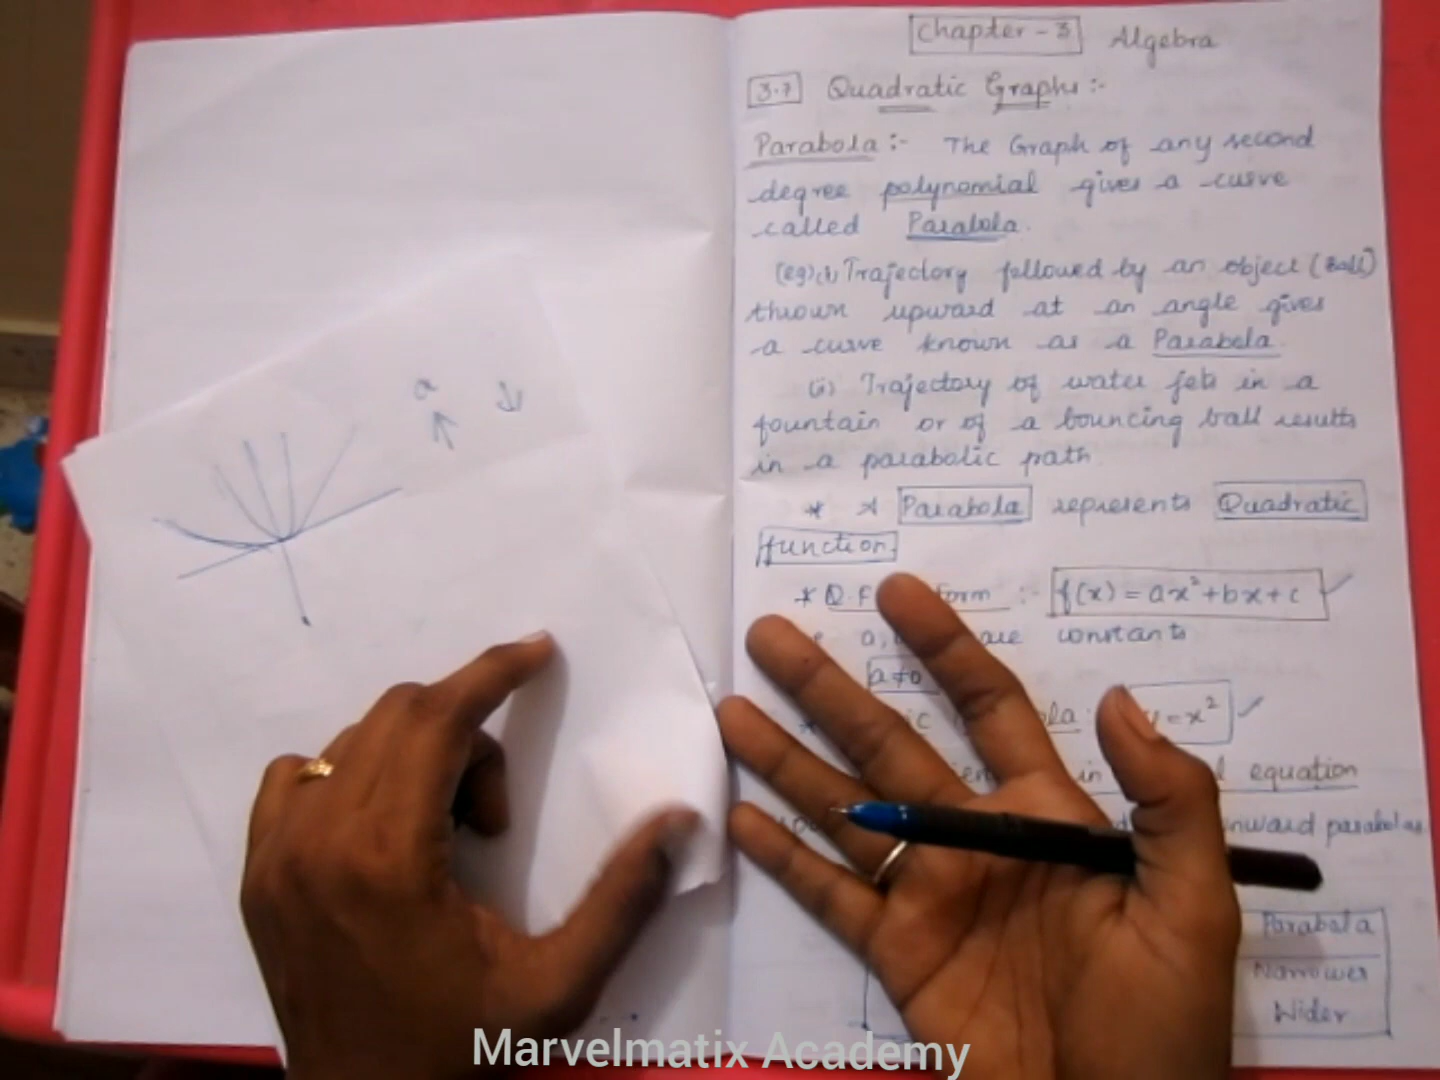 Chapter - 3 Algebra
3.7 Quadratic Graphs :-
Parabola :- The Graph of any second
degree polynomial gives a curve
called Parabola.
(eg) (i) Trajectory followed by an object (Ball)
thrown upward at an angle gives
a curve known as a Parabola.
(ii) Trajectory of water jets in a
fountain or of a bouncing ball results
in a parabolic path
* * Parabola represents Quadratic
function.
* Q.F form :- f(x) = ax²+bx+c ✓
a, are constants
a≠0
* = x² ✓
in equation
parabolas
Parabola
Narrower
Wider
a
↑ ↓
Marvelmatix Academy